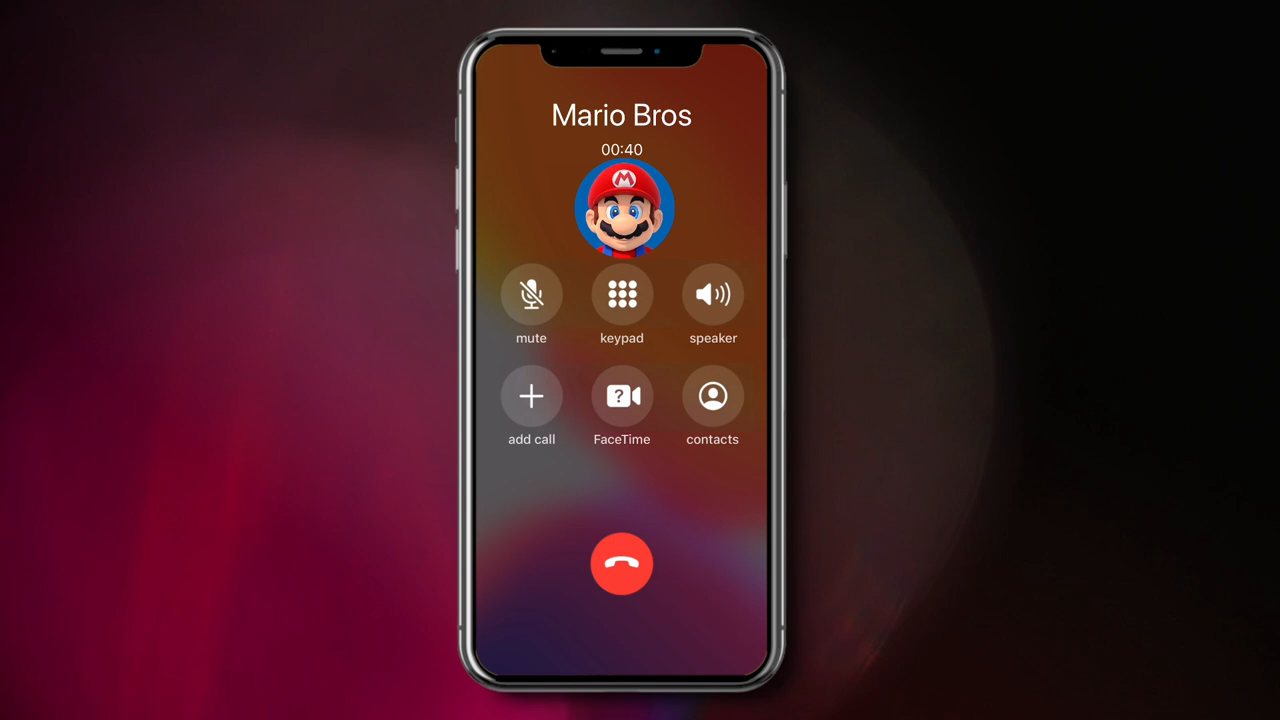 Mario Bros
00:40
M
mute keypad speaker
?
add call FaceTime contacts